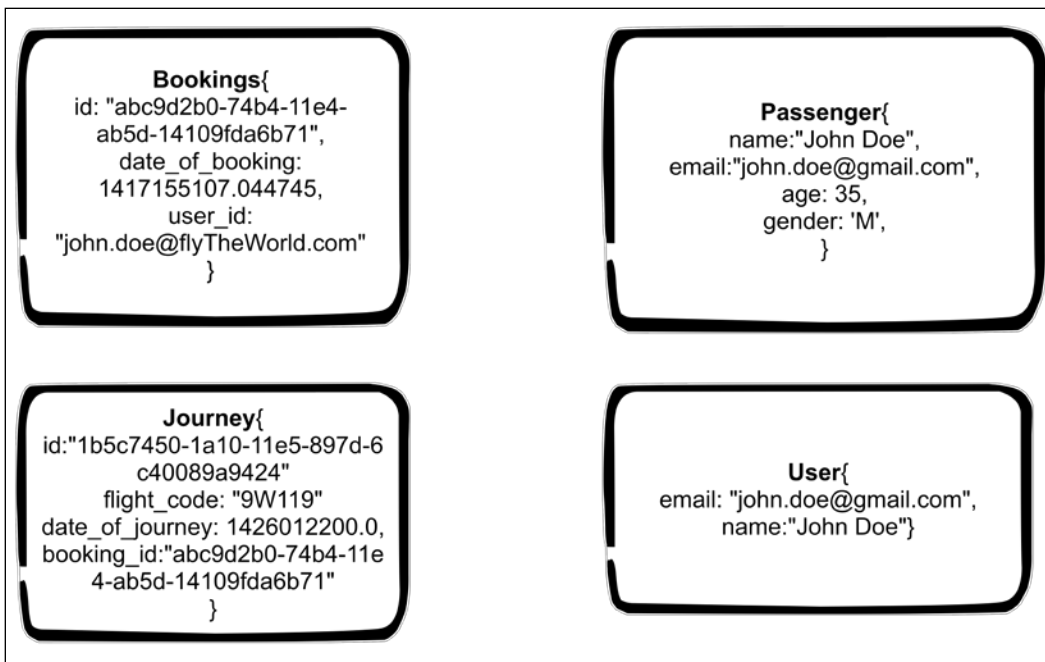 Bookings{
id: "abc9d2b0-74b4-11e4-
ab5d-14109fda6b71",
date_of_booking:
1417155107.044745,
user_id:
"john.doe@flyTheWorld.com"
}
Passenger{
name:"John Doe",
email:"john.doe@gmail.com",
age: 35,
gender: 'M',
}
Journey{
id:"1b5c7450-1a10-11e5-897d-6
c40089a9424"
flight_code: "9W119"
date_of_journey: 1426012200.0,
booking_id:"abc9d2b0-74b4-11e
4-ab5d-14109fda6b71"
}
User{
email: "john.doe@gmail.com",
name:"John Doe"}